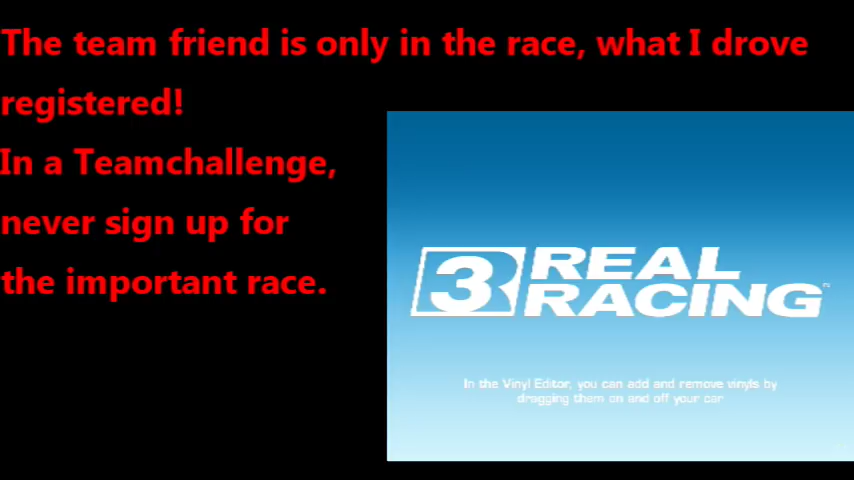 The team friend is only in the race, what I drove
registered!
In a Teamchallenge,
never sign up for
the important race.
3 REAL
RACING
In the Vinyl Editor, you can add and remove vinyls by
dragging them on and off your car